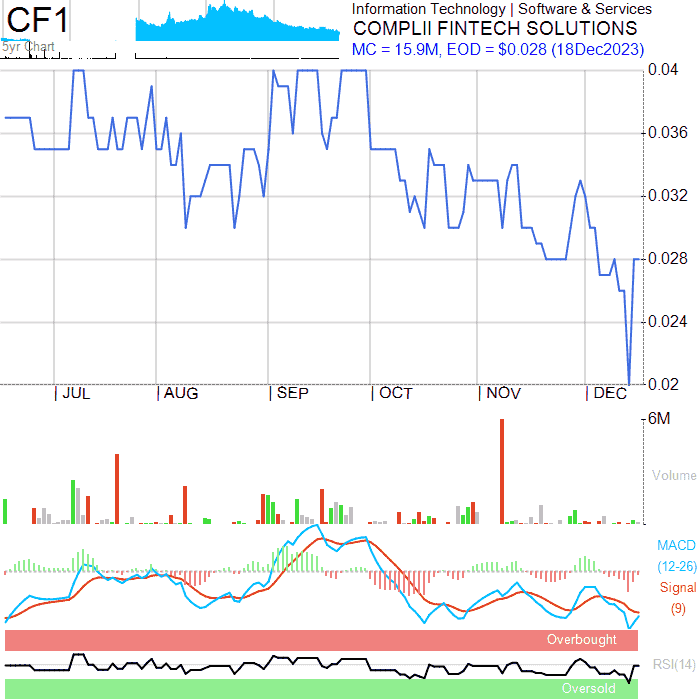 CF1
Information Technology | Software & Services
COMPLII FINTECH SOLUTIONS
MC = 15.9M, EOD = $0.028 (18Dec2023)
5yr Chart
0.04
0.036
0.032
0.028
0.024
0.02
JUL
AUG
SEP
OCT
NOV
DEC
6M
Volume
MACD
(12-26)
Signal
(9)
Overbought
RSI(14)
Oversold